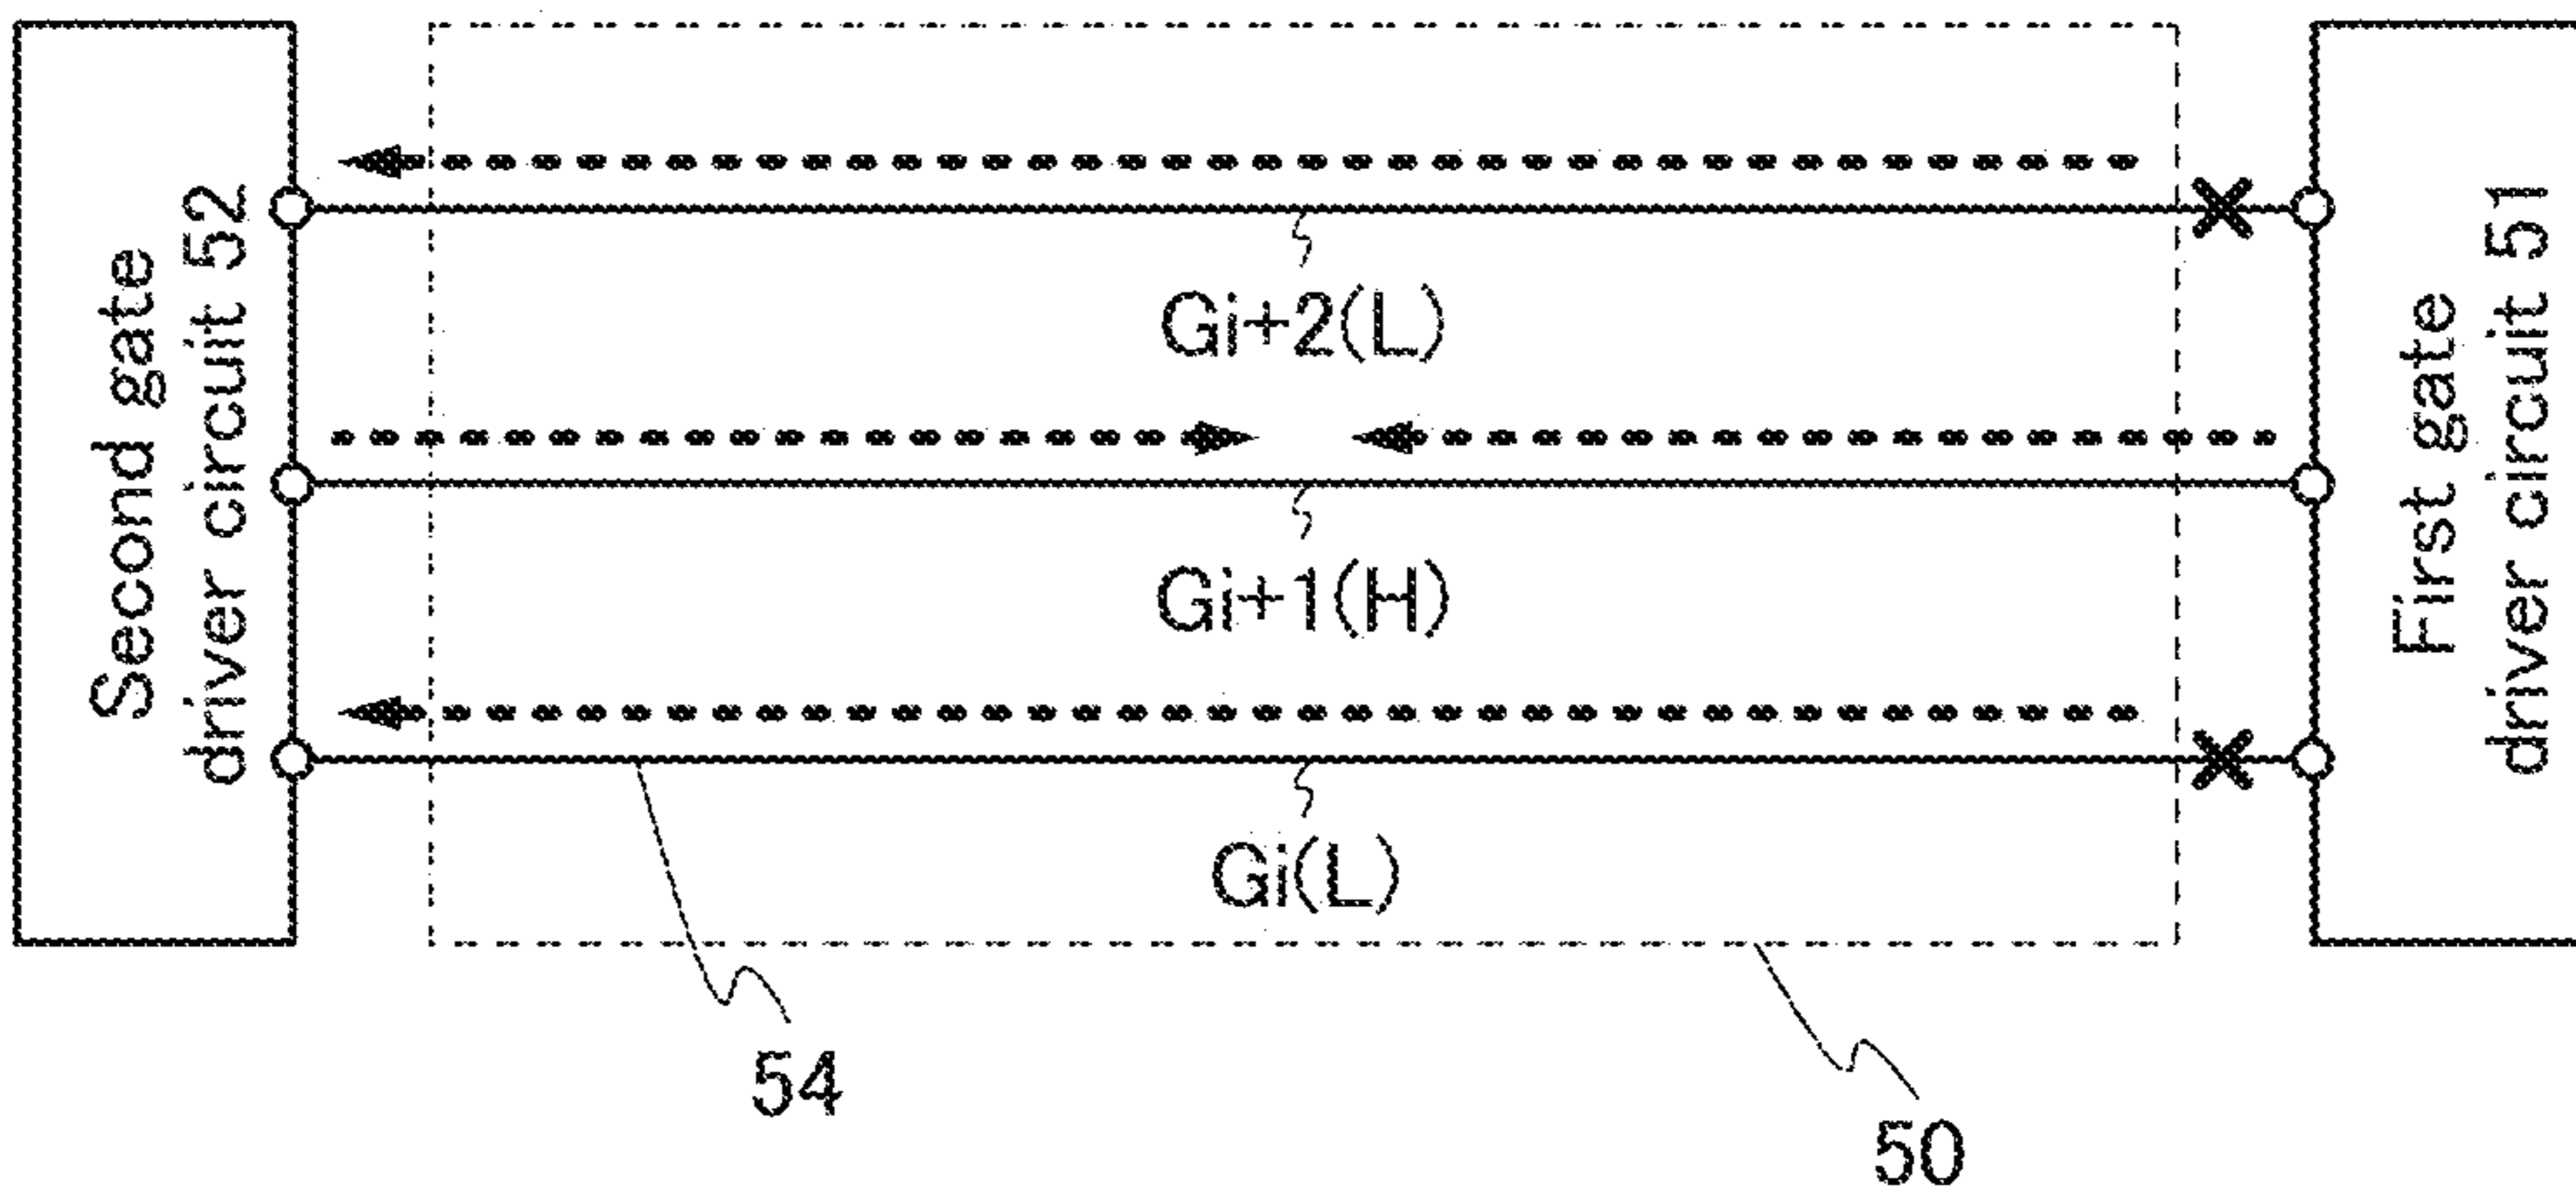 Second gate
driver circuit 52
Gi+2(L)
Gi+1(H)
Gi(L)
First gate
driver circuit 51
54
50